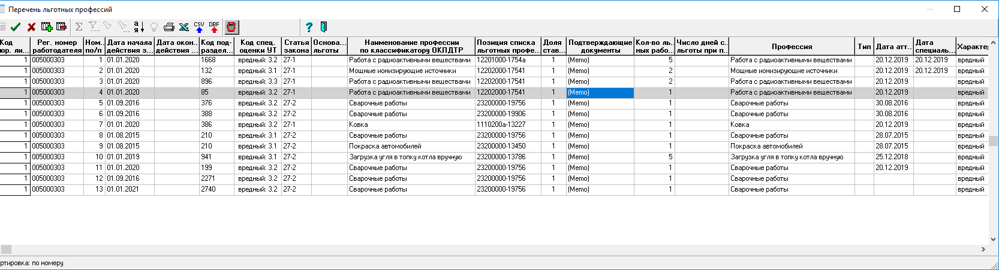 Перечень льготных профессий
CSV DBF
Код юр. ли... Рег. номер работодателя Ном... по/п Дата начала действия з... Дата окон... действия ... Код под- раздел... Код спец. оценки УТ Статья закона Основа... льготы Наименование профессии по классификатору ОКПДТР Позиция списка льготных профе... Доля став... Подтверждающие документы Кол-во ль... ных рабо... Число дней с... льготы при п... Профессия Тип Дата атт... Дата специаль... Характер
1 005000303 1 01.01.2020 1668 вредный: 3.2 27-1 Работа с радиоактивными веществами 12201000-1754а 1 (Memo) 5 Работа с радиоактивными веществами 20.12.2019 20.12.2019 вредный
1 005000303 2 01.01.2020 132 вредный: 3.1 27-1 Мощные ионизирующие источники 12202000-17541 1 (Memo) 2 Мощные ионизирующие источники 20.12.2019 20.12.2019 вредный
1 005000303 3 01.01.2020 896 вредный: 3.3 27-1 Работа с радиоактивными веществами 12202000-17541 1 (Memo) 2 Работа с радиоактивными веществами 20.12.2019 вредный
1 005000303 4 01.01.2020 85 вредный: 3.2 27-1 Работа с радиоактивными веществами 12202000-17541 1 (Memo) 1 Работа с радиоактивными веществами 20.12.2019 вредный
1 005000303 5 01.09.2016 376 вредный: 3.2 27-2 Сварочные работы 23200000-19756 1 (Memo) 1 Сварочные работы 30.08.2016 вредный
1 005000303 6 01.09.2016 388 вредный: 3.2 27-2 Сварочные работы 23200000-19906 1 (Memo) 1 Сварочные работы 30.08.2016 вредный
1 005000303 7 01.01.2020 386 вредный: 3.2 27-1 Ковка 1110200а-13227 1 (Memo) 1 Ковка 20.12.2019 вредный
1 005000303 8 01.08.2015 210 вредный: 3.1 27-2 Сварочные работы 23200000-19756 1 (Memo) 1 Сварочные работы 28.07.2015 вредный
1 005000303 9 01.08.2015 210 вредный: 3.1 27-2 Покраска автомобилей 23200000-13450 1 (Memo) 1 Покраска автомобилей 28.07.2015 вредный
1 005000303 10 01.01.2019 941 вредный: 3.1 27-2 Загрузка угля в топку котла вручную 23200000-13786 1 (Memo) 5 Загрузка угля в топку котла вручную 25.12.2018 вредный
1 005000303 11 01.01.2020 199 вредный: 3.2 27-2 Сварочные работы 23200000-19756 1 (Memo) 1 Сварочные работы 20.12.2019 вредный
1 005000303 12 01.09.2016 2271 вредный: 3.2 27-2 Сварочные работы 23200000-19756 1 (Memo) 1 Сварочные работы вредный
1 005000303 13 01.01.2021 2740 вредный: 3.2 27-2 Сварочные работы 23200000-19756 1 (Memo) 1 Сварочные работы вредный
ртировка: по номеру